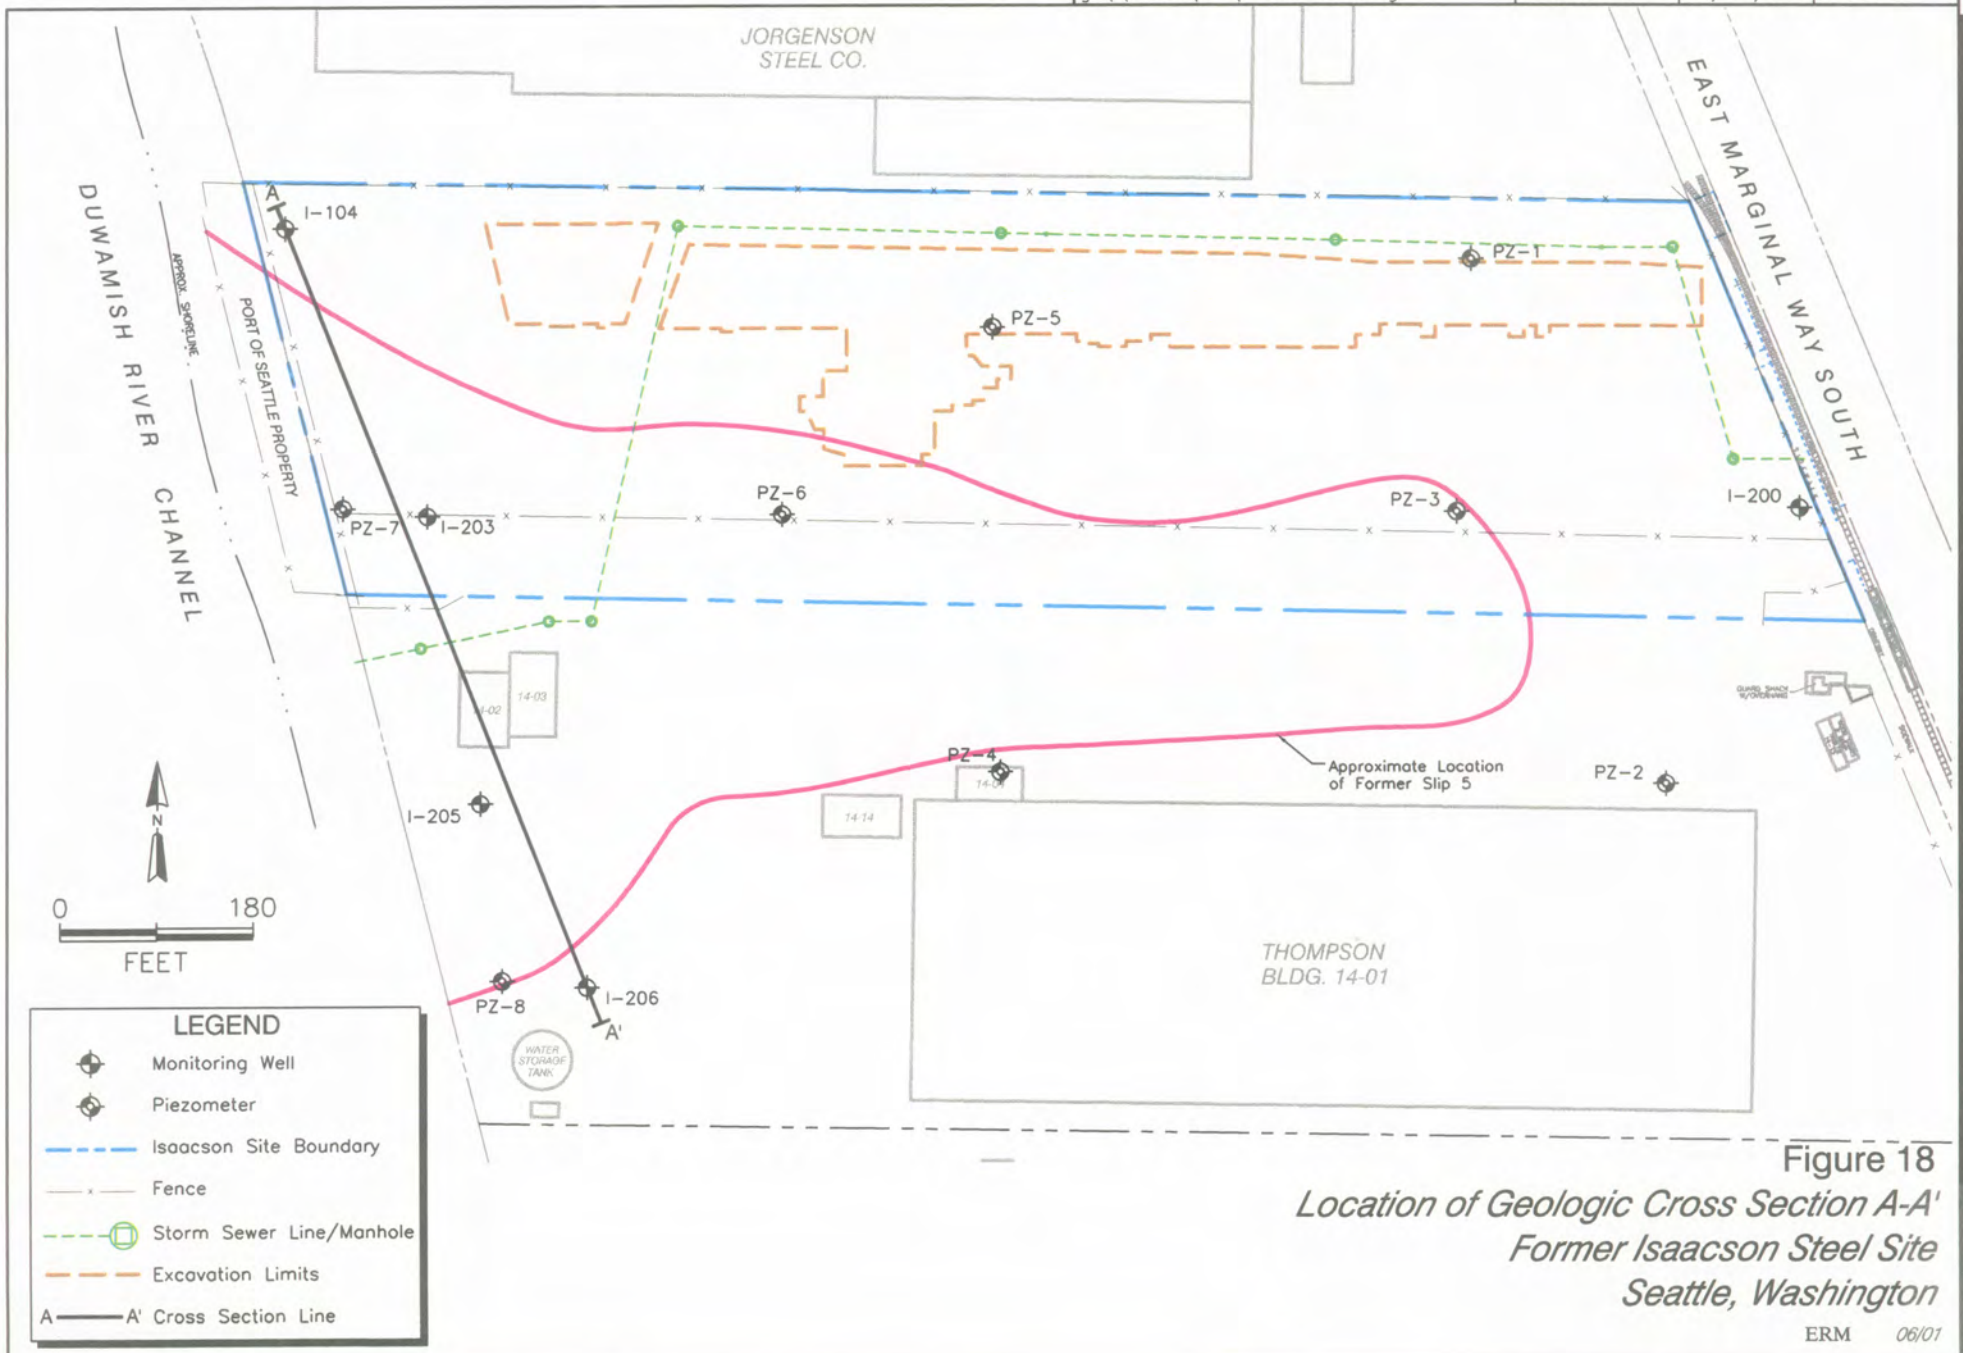 JORGENSON
STEEL CO.
EAST MARGINAL WAY SOUTH
DUWAMISH RIVER CHANNEL
APPROX. SHORELINE
PORT OF SEATTLE PROPERTY
A
I-104
PZ-1
PZ-5
PZ-6
PZ-3
I-200
PZ-7
I-203
14-02
14-03
GUARD SHACK
PZ-4
Approximate Location
of Former Slip 5
PZ-2
I-205
14-14
N
0 180
FEET
THOMPSON
BLDG. 14-01
PZ-8
I-206
A'
WATER
STORAGE
TANK
LEGEND
Monitoring Well
Piezometer
Isaacson Site Boundary
Fence
Storm Sewer Line/Manhole
Excavation Limits
A A' Cross Section Line
Figure 18
Location of Geologic Cross Section A-A'
Former Isaacson Steel Site
Seattle, Washington
ERM 06/01